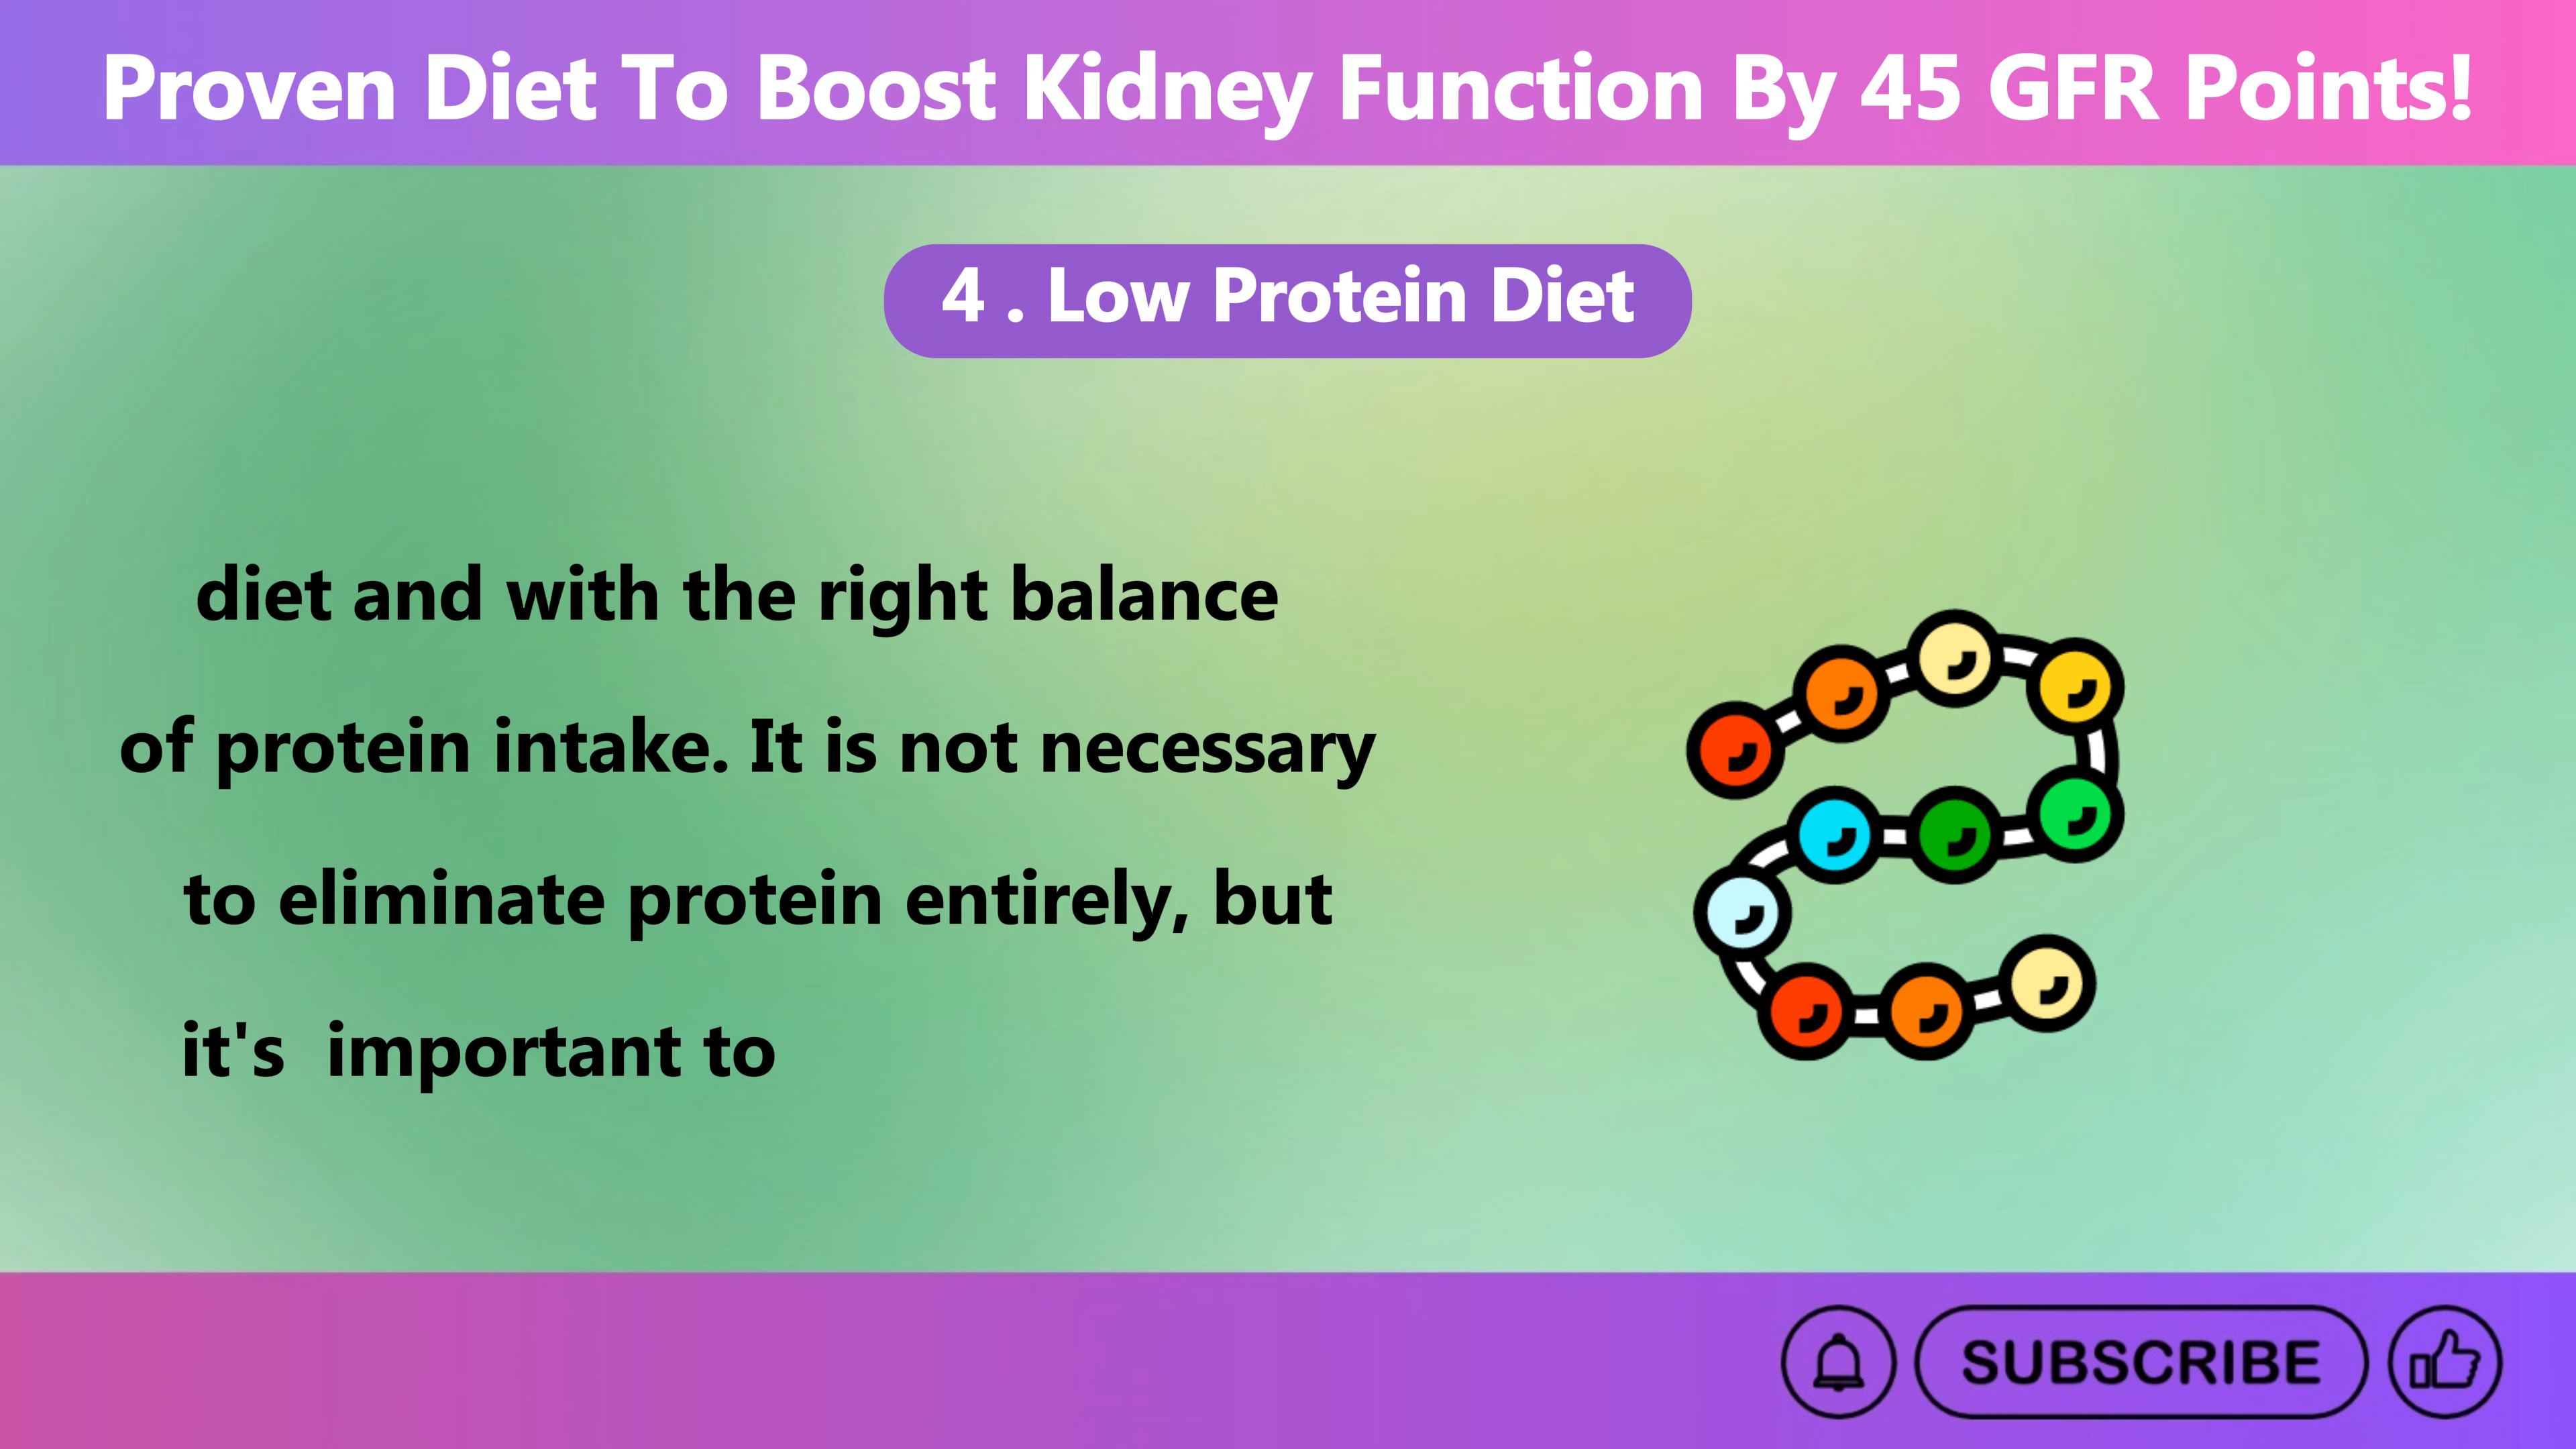 Proven Diet To Boost Kidney Function By 45 GFR Points!
4 . Low Protein Diet
diet and with the right balance
of protein intake. It is not necessary
to eliminate protein entirely, but
it's  important to
SUBSCRIBE